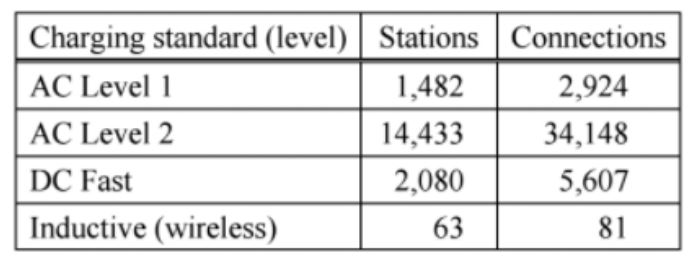 Charging standard (level) Stations Connections
AC Level 1 1,482 2,924
AC Level 2 14,433 34,148
DC Fast 2,080 5,607
Inductive (wireless) 63 81